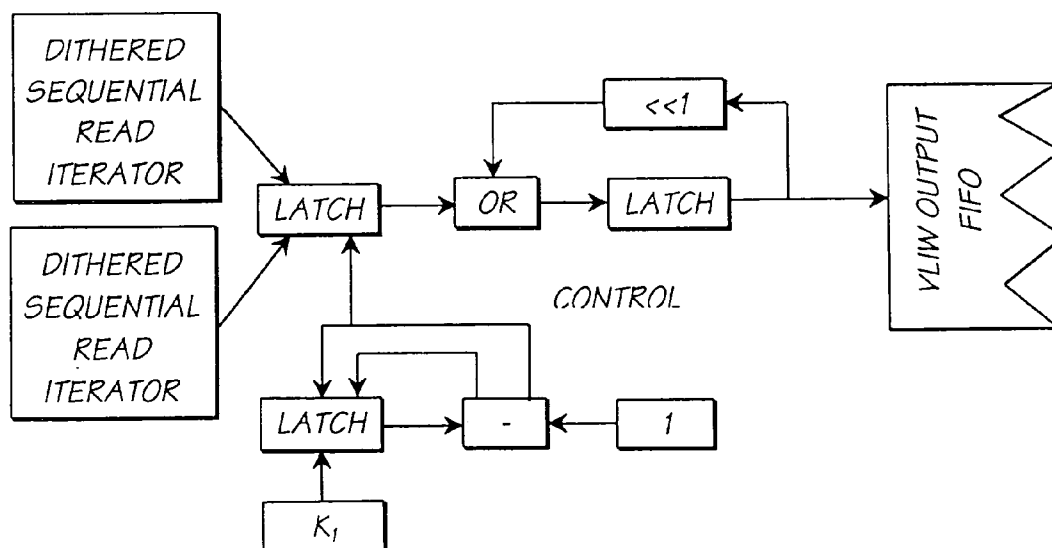 DITHERED
SEQUENTIAL
READ
ITERATOR
<<1
LATCH
OR
LATCH
VLIW OUTPUT
FIFO
DITHERED
SEQUENTIAL
READ
ITERATOR
CONTROL
LATCH
-
1
K₁